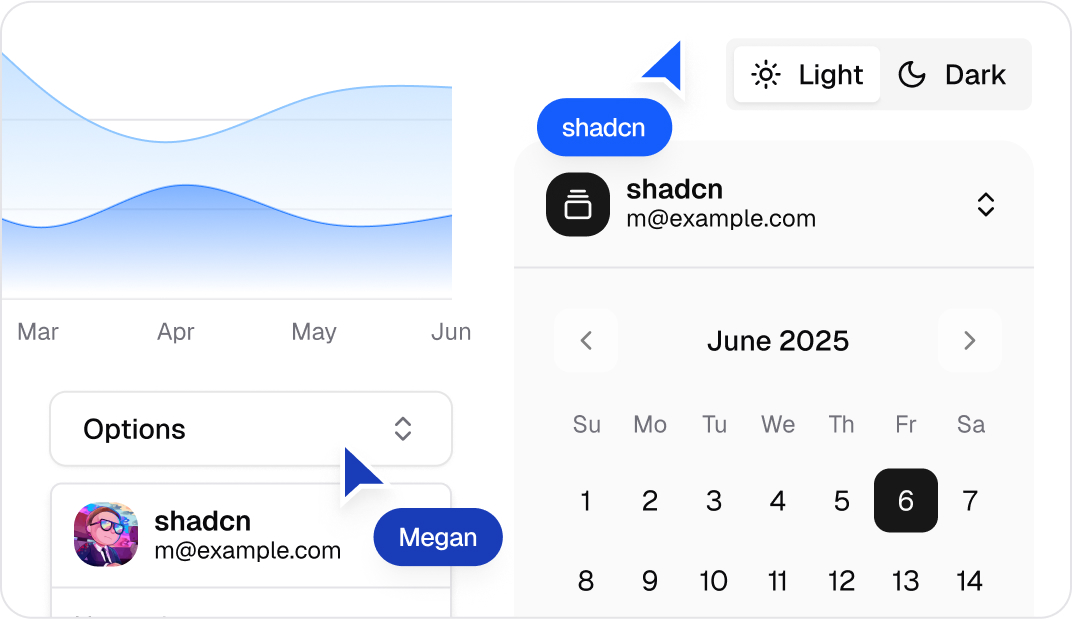 Mar Apr May Jun
Options
shadcn
m@example.com
Megan
shadcn
Light Dark
shadcn
m@example.com
June 2025
Su Mo Tu We Th Fr Sa
1 2 3 4 5 6 7
8 9 10 11 12 13 14